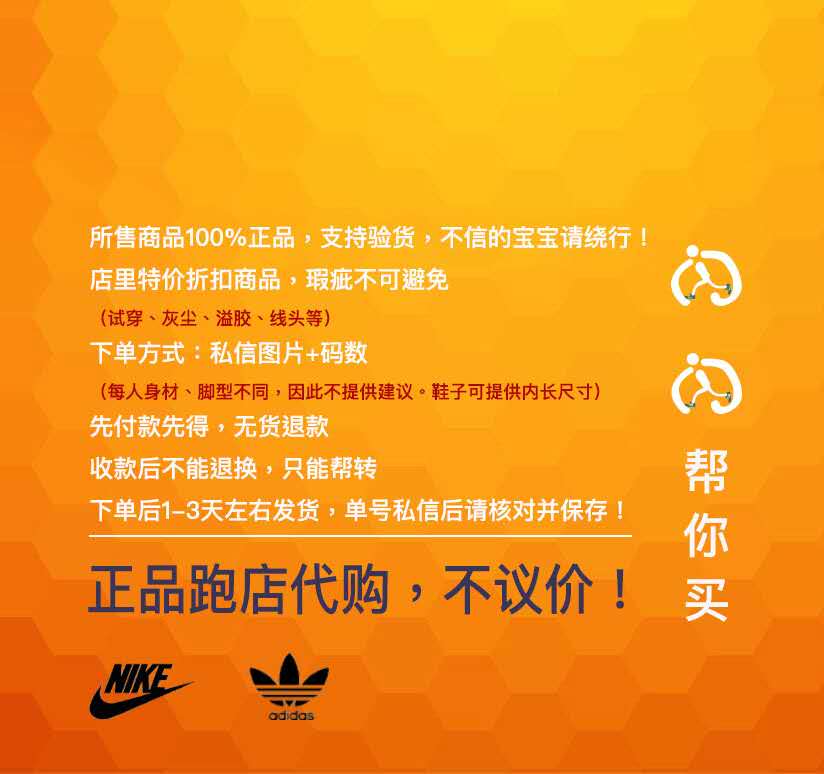 所售商品100%正品，支持验货，不信的宝宝请绕行！
店里特价折扣商品，瑕疵不可避免
（试穿、灰尘、溢胶、线头等）
下单方式：私信图片+码数
（每人身材、脚型不同，因此不提供建议。鞋子可提供内长尺寸）
先付款先得，无货退款
收款后不能退换，只能帮转
下单后1-3天左右发货，单号私信后请核对并保存！
正品跑店代购，不议价！
闪闪帮你买
NIKE
adidas